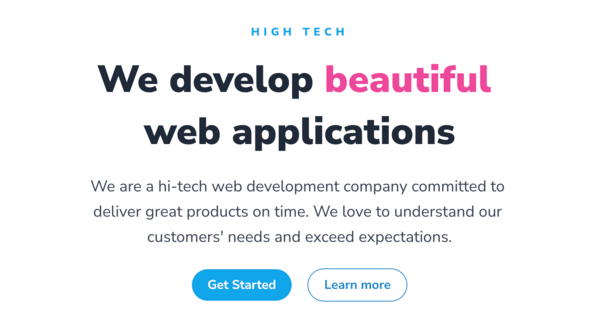 HIGH TECH
We develop beautiful
web applications
We are a hi-tech web development company committed to
deliver great products on time. We love to understand our
customers' needs and exceed expectations.
Get Started
Learn more